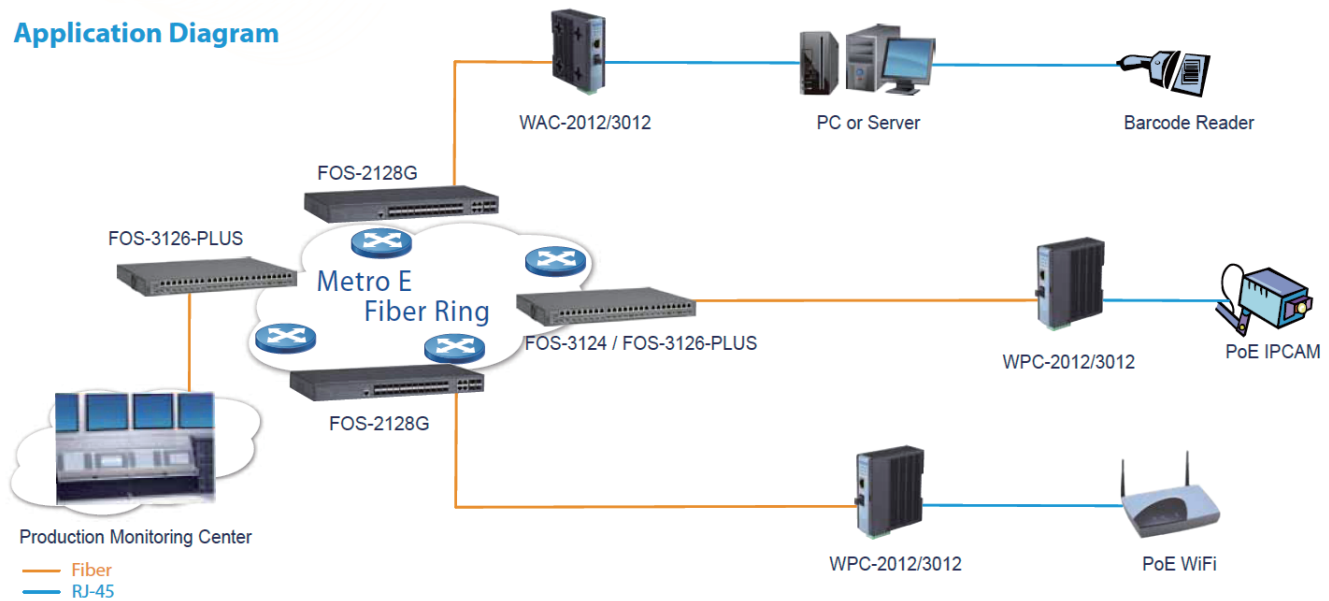 Application Diagram
WAC-2012/3012
PC or Server
Barcode Reader
FOS-2128G
FOS-3126-PLUS
Metro E
Fiber Ring
FOS-3124 / FOS-3126-PLUS
WPC-2012/3012
PoE IPCAM
FOS-2128G
Production Monitoring Center
WPC-2012/3012
PoE WiFi
Fiber
RJ-45